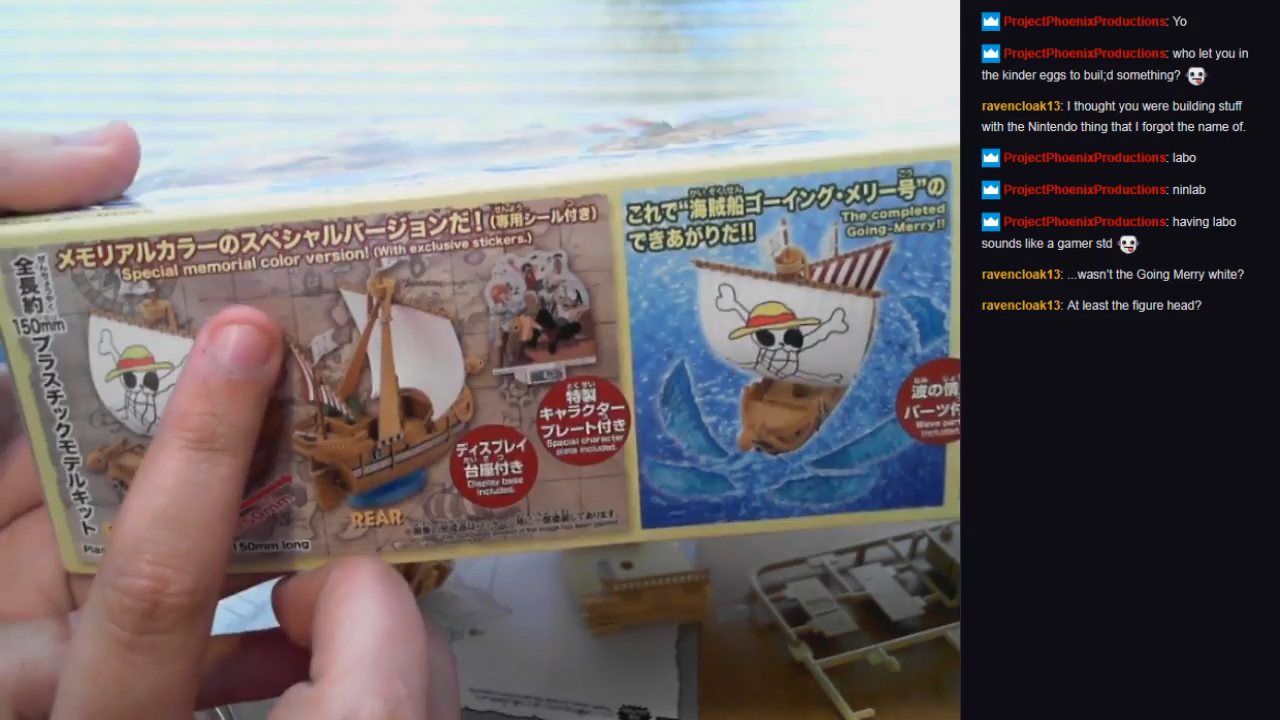 メモリアルカラーのスペシャルバージョンだ！(専用シール付き)
Special memorial color version! (With exclusive stickers.)
全長約150mmプラスチックモデルキット
150mm long
REAR
ディスプレイ
台座付き
Display base
included.
特製
キャラクター
プレート付き
Special character
plate included.
これで“海賊船ゴーイング・メリー号”の
できあがりだ!!
The completed
Going-Merry!!
波の情
パーツ付
ProjectPhoenixProductions: Yo
ProjectPhoenixProductions: who let you in
the kinder eggs to buil;d something?
ravencloak13: I thought you were building stuff
with the Nintendo thing that I forgot the name of.
ProjectPhoenixProductions: labo
ProjectPhoenixProductions: ninlab
ProjectPhoenixProductions: having labo
sounds like a gamer std
ravencloak13: ...wasn't the Going Merry white?
ravencloak13: At least the figure head?